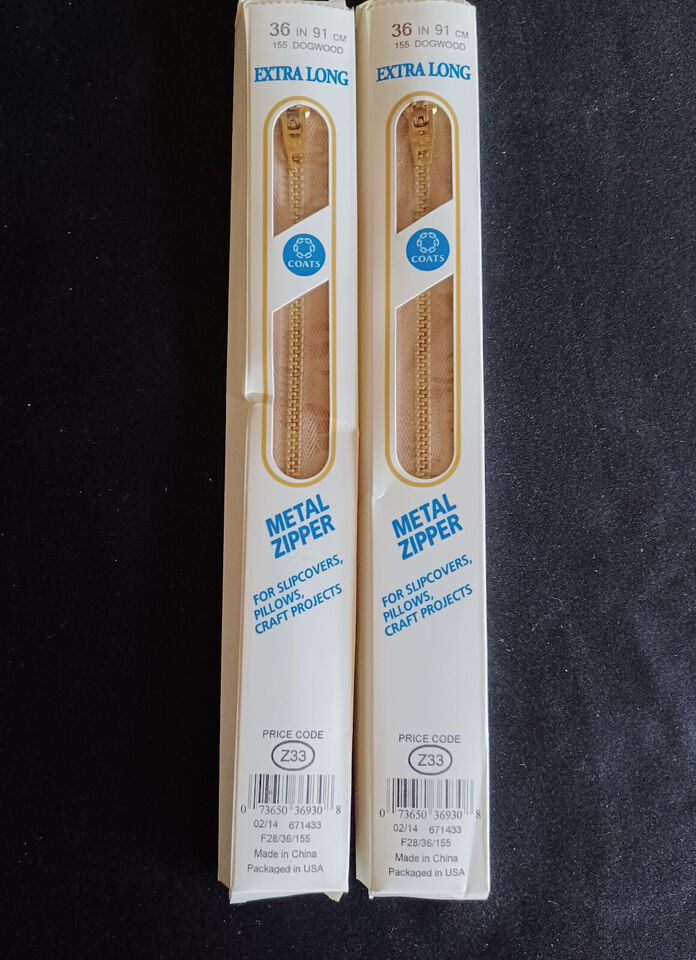 36 IN 91 CM
155 DOGWOOD
EXTRA LONG
COATS
METAL
ZIPPER
FOR SLIPCOVERS,
PILLOWS,
CRAFT PROJECTS
PRICE CODE
Z33
0 73650 36930 8
02/14 671433
F28/36/155
Made in China
Packaged in USA
36 IN 91 CM
155 DOGWOOD
EXTRA LONG
COATS
METAL
ZIPPER
FOR SLIPCOVERS,
PILLOWS,
CRAFT PROJECTS
PRICE CODE
Z33
0 73650 36930 8
02/14 671433
F28/36/155
Made in China
Packaged in USA